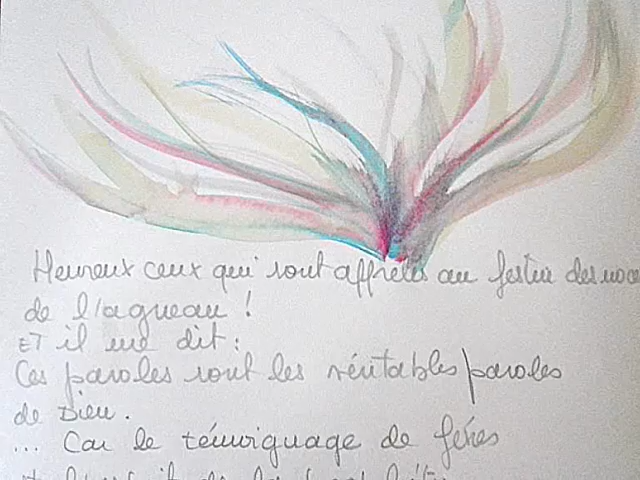 Heureux ceux qui sont appelés au festin des noce
de l'agneau !
ET il me dit :
Ces paroles sont les véritables paroles
de Dieu.
... Car le témoignage de